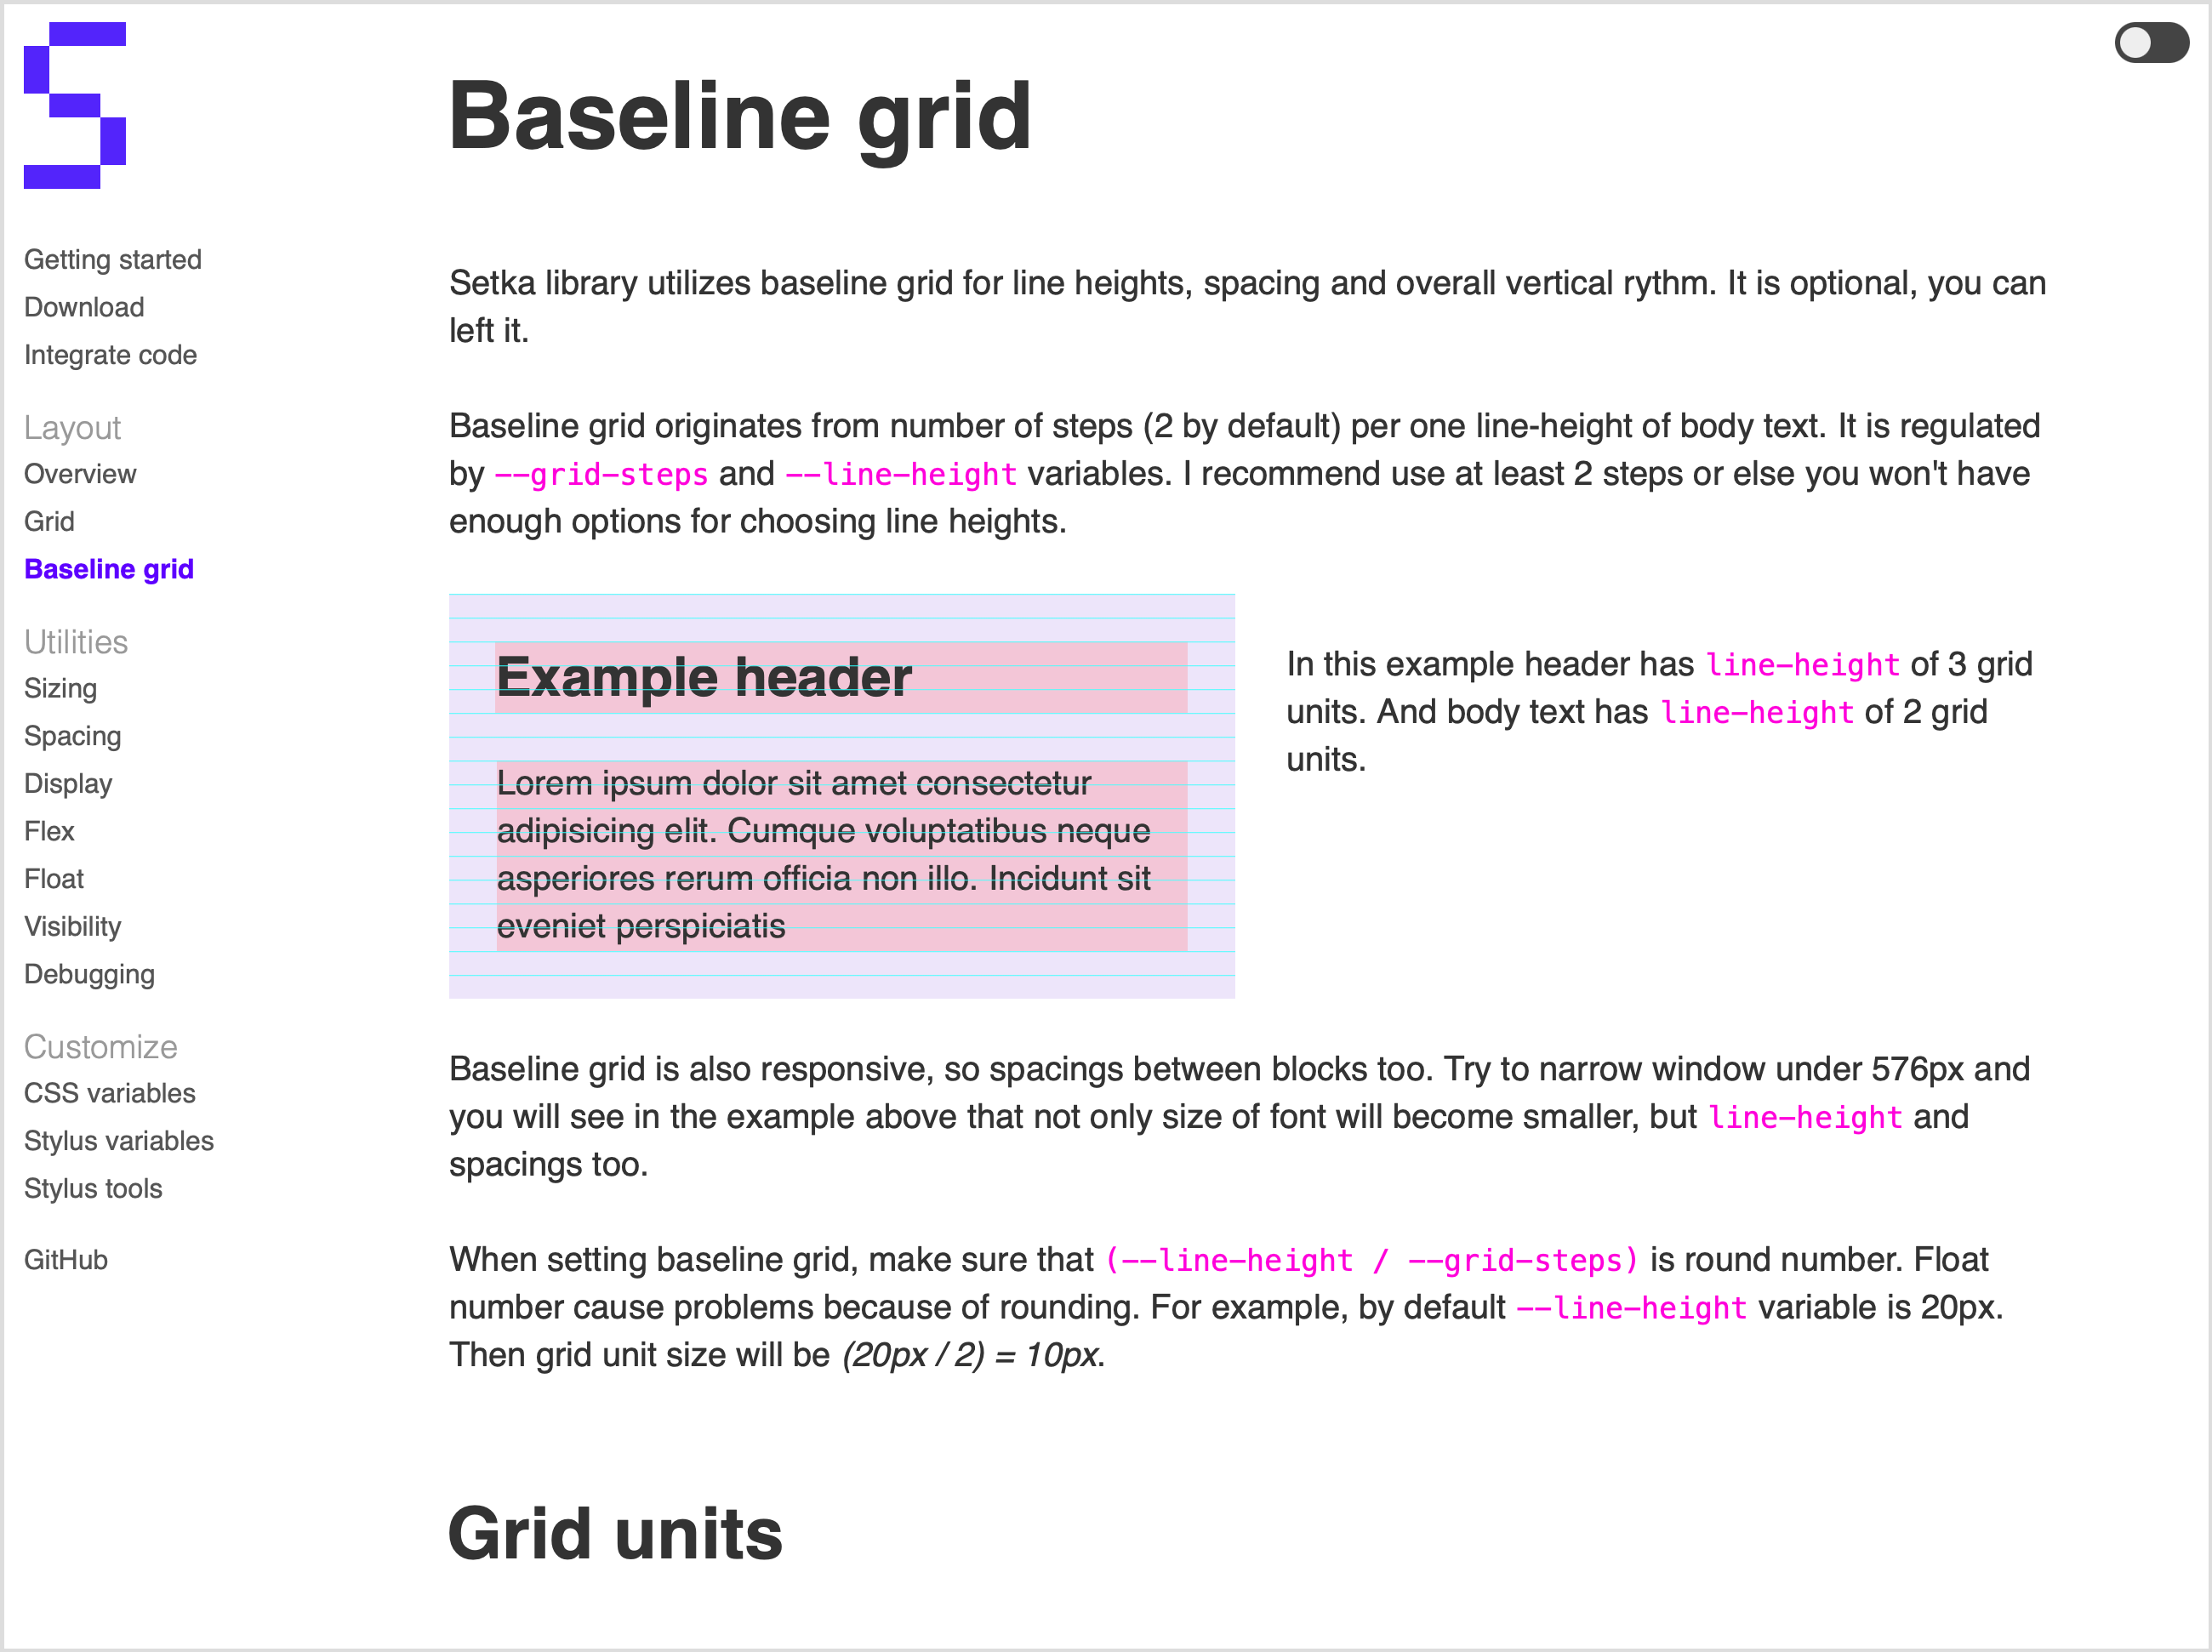 Getting started
Download
Integrate code
Layout
Overview
Grid
Baseline grid
Utilities
Sizing
Spacing
Display
Flex
Float
Visibility
Debugging
Customize
CSS variables
Stylus variables
Stylus tools
GitHub
Baseline grid
Setka library utilizes baseline grid for line heights, spacing and overall vertical rythm. It is optional, you can
left it.
Baseline grid originates from number of steps (2 by default) per one line-height of body text. It is regulated
by --grid-steps and --line-height variables. I recommend use at least 2 steps or else you won't have
enough options for choosing line heights.
Example header
Lorem ipsum dolor sit amet consectetur
adipisicing elit. Cumque voluptatibus neque
asperiores rerum officia non illo. Incidunt sit
eveniet perspiciatis
In this example header has line-height of 3 grid
units. And body text has line-height of 2 grid
units.
Baseline grid is also responsive, so spacings between blocks too. Try to narrow window under 576px and
you will see in the example above that not only size of font will become smaller, but line-height and
spacings too.
When setting baseline grid, make sure that (--line-height / --grid-steps) is round number. Float
number cause problems because of rounding. For example, by default --line-height variable is 20px.
Then grid unit size will be (20px / 2) = 10px.
Grid units